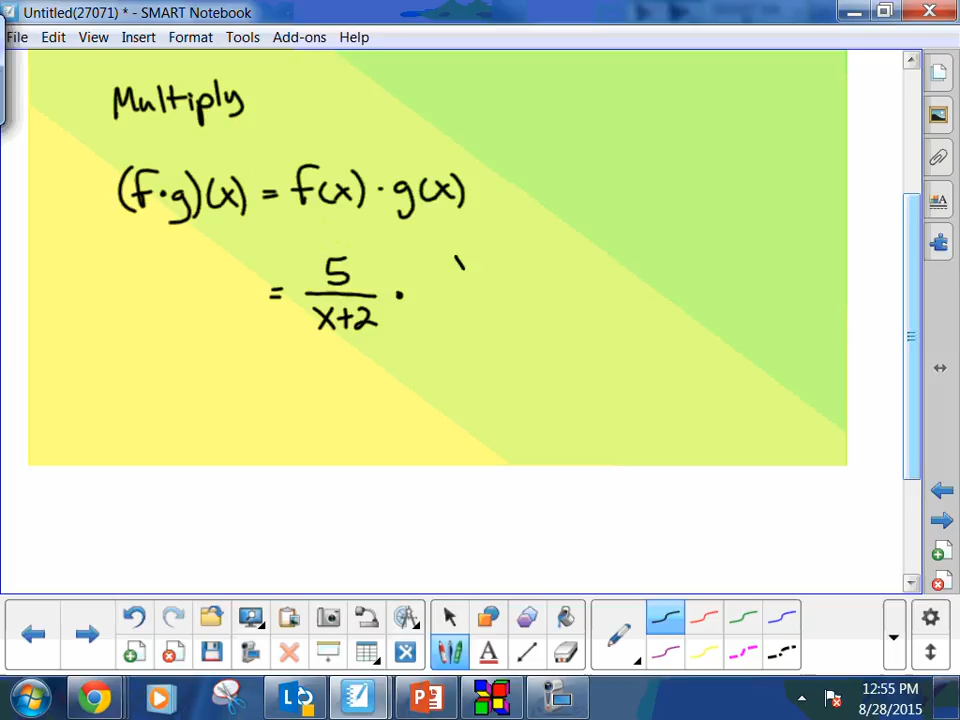 Untitled(27071) * - SMART Notebook
File Edit View Insert Format Tools Add-ons Help
Multiply
(f·g)(x) = f(x) · g(x)
= 5/(x+2) ·
12:55 PM
8/28/2015